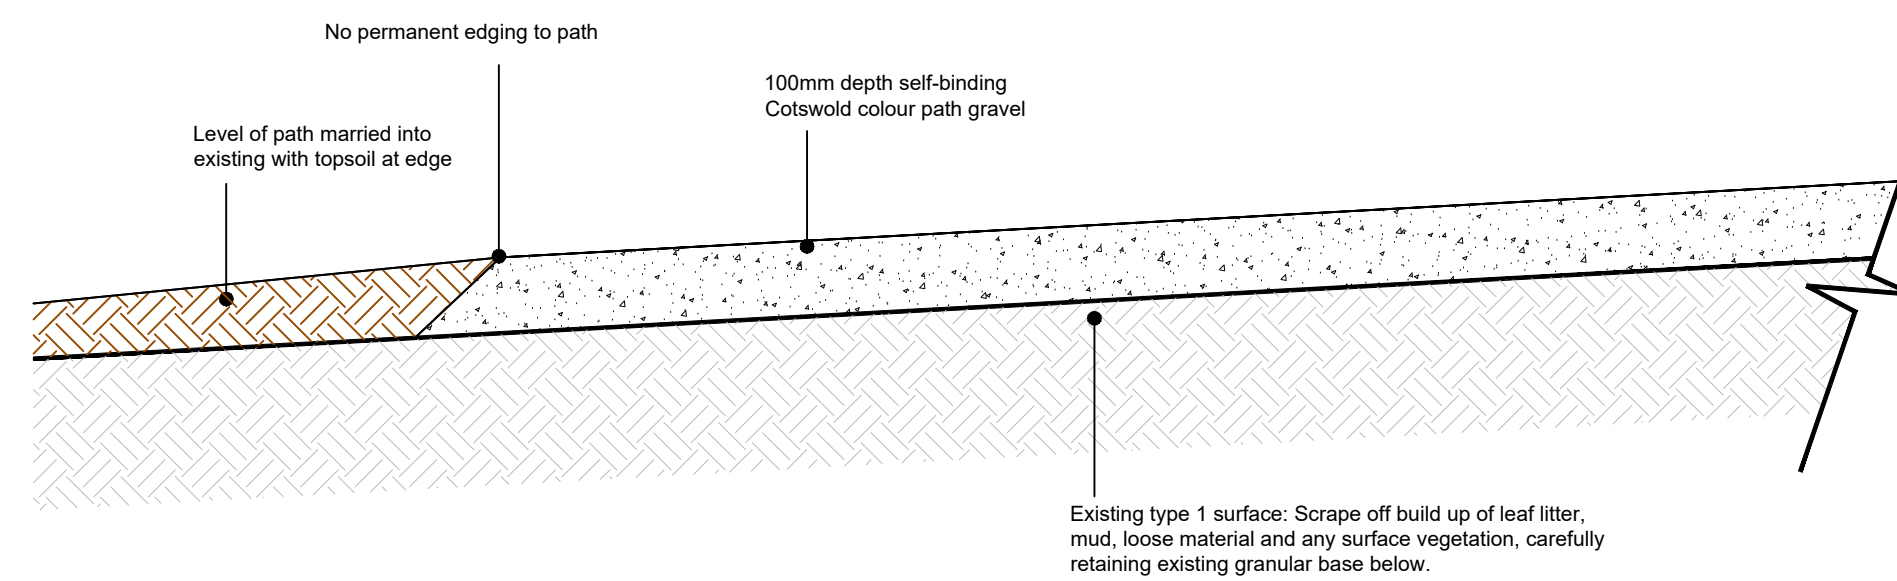 No permanent edging to path
100mm depth self-binding
Cotswold colour path gravel
Level of path married into
existing with topsoil at edge
Existing type 1 surface: Scrape off build up of leaf litter,
mud, loose material and any surface vegetation, carefully
retaining existing granular base below.